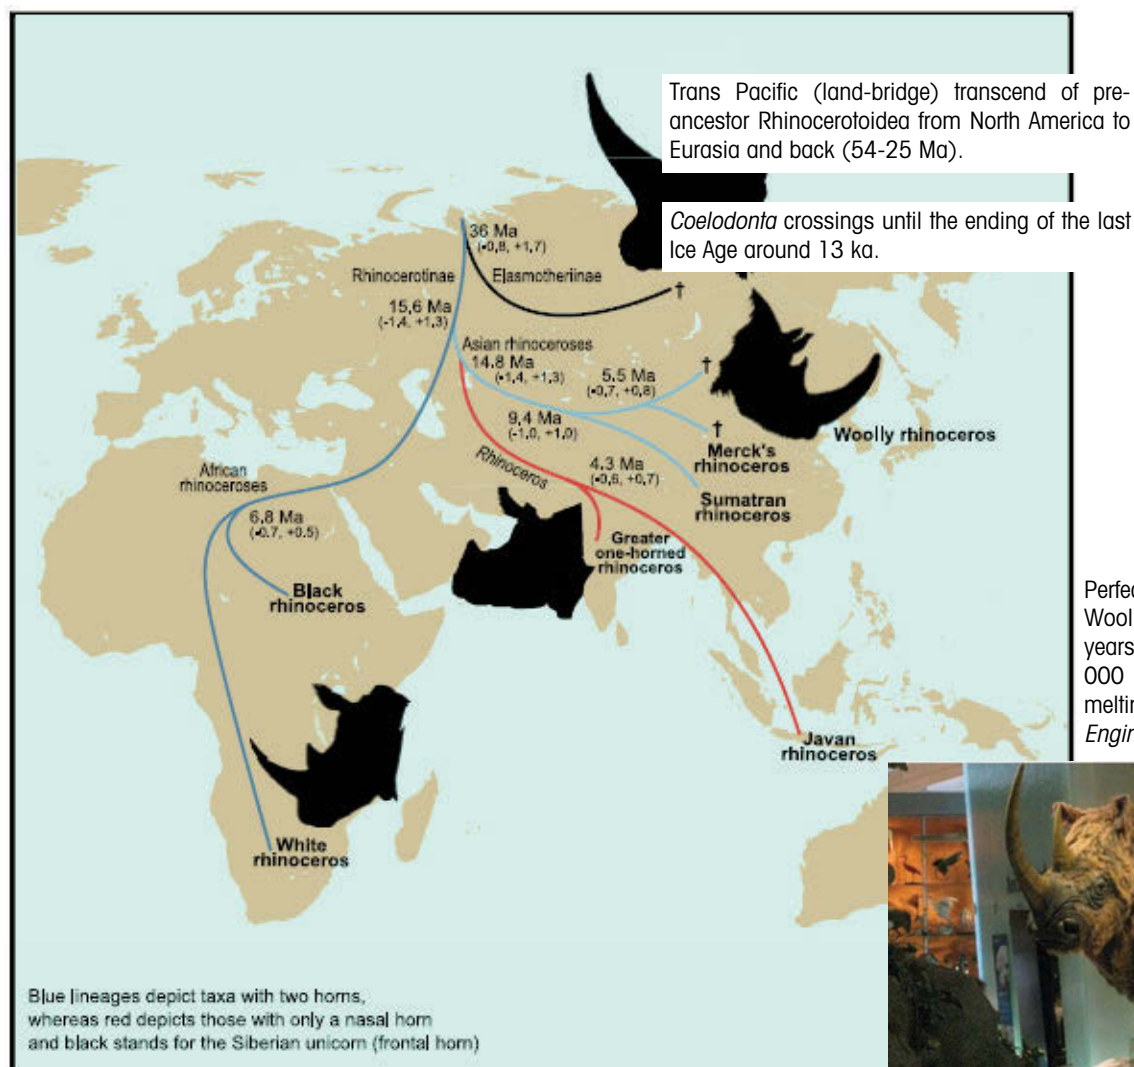 Trans Pacific (land-bridge) transcend of pre-
ancestor Rhinocerotoidea from North America to
Eurasia and back (54-25 Ma).
Coelodonta crossings until the ending of the last
Ice Age around 13 ka.
36 Ma
(-0,8, +1,7)
Rhinocerotinae
Elasmotheriinae
†
15,6 Ma
(-1,4, +1,3)
Asian rhinoceroses
14.8 Ma
(-1,4, +1,3)
5.5 Ma
(-0,7, +0,8)
†
9,4 Ma
(-1,0, +1,0)
†
Woolly rhinoceros
Merck's
rhinoceros
Rhinoceros
4.3 Ma
(-0,6, +0,7)
African
rhinoceroses
Sumatran
rhinoceros
6,8 Ma
(-0.7, +0.5)
Greater
one-horned
rhinoceros
Black
rhinoceros
Javan
rhinoceros
White
rhinoceros
Perfec
Wool
years
000
meltin
Engin
Blue lineages depict taxa with two horns,
whereas red depicts those with only a nasal horn
and black stands for the Siberian unicorn (frontal horn)